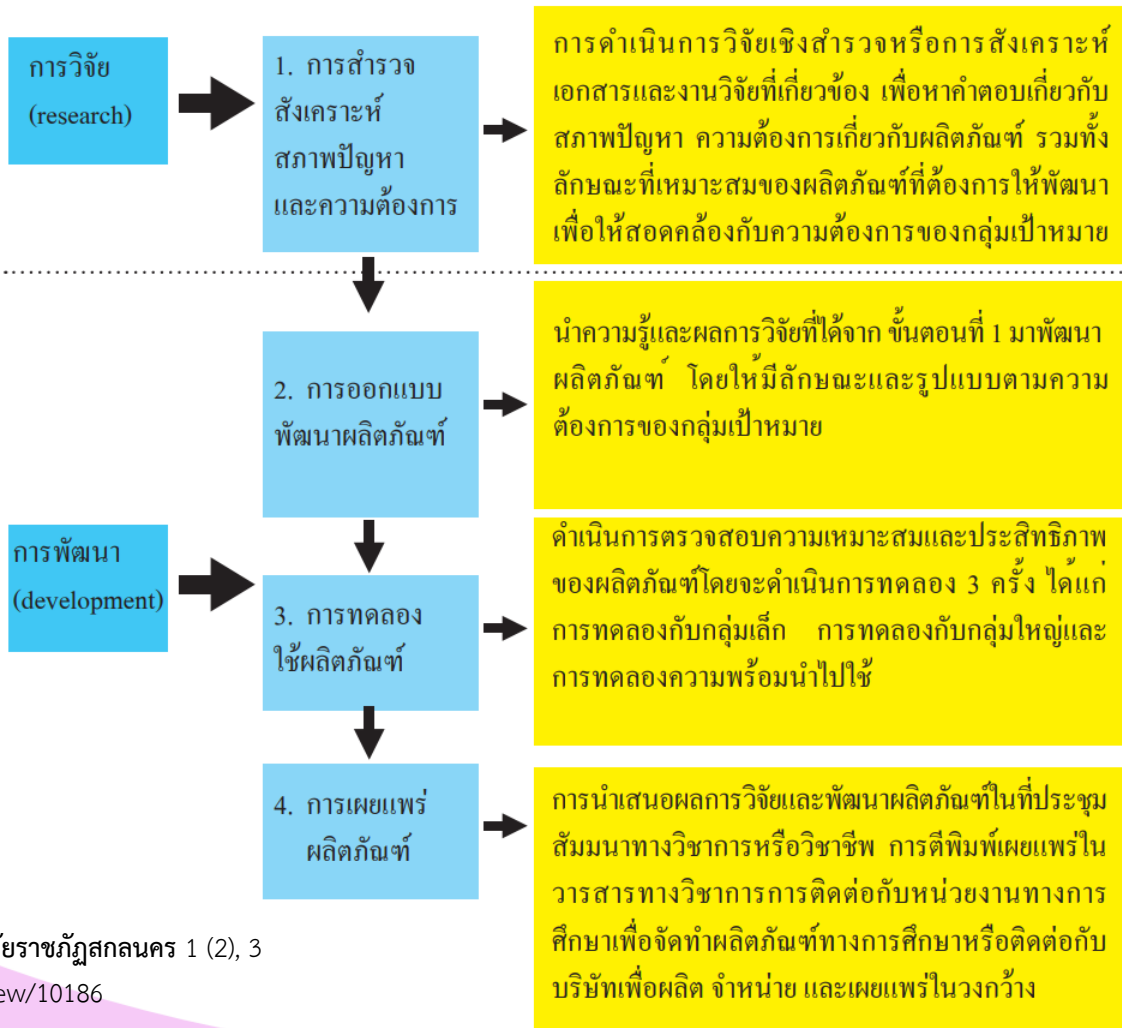 การวิจัย
(research)
1. การสำรวจ
สังเคราะห์
สภาพปัญหา
และความต้องการ
การดำเนินการวิจัยเชิงสำรวจหรือการสังเคราะห์
เอกสารและงานวิจัยที่เกี่ยวข้อง เพื่อหาคำตอบเกี่ยวกับ
สภาพปัญหา ความต้องการเกี่ยวกับผลิตภัณฑ์ รวมทั้ง
ลักษณะที่เหมาะสมของผลิตภัณฑ์ที่ต้องการให้พัฒนา
เพื่อให้สอดคล้องกับความต้องการของกลุ่มเป้าหมาย
2. การออกแบบ
พัฒนาผลิตภัณฑ์
นำความรู้และผลการวิจัยที่ได้จาก ขั้นตอนที่ 1 มาพัฒนา
ผลิตภัณฑ์ โดยให้มีลักษณะและรูปแบบตามความ
ต้องการของกลุ่มเป้าหมาย
การพัฒนา
(development)
3. การทดลอง
ใช้ผลิตภัณฑ์
ดำเนินการตรวจสอบความเหมาะสมและประสิทธิภาพ
ของผลิตภัณฑ์โดยจะดำเนินการทดลอง 3 ครั้ง ได้แก่
การทดลองกับกลุ่มเล็ก การทดลองกับกลุ่มใหญ่และ
การทดลองความพร้อมนำไปใช้
4. การเผยแพร่
ผลิตภัณฑ์
การนำเสนอผลการวิจัยและพัฒนาผลิตภัณฑ์ในที่ประชุม
สัมมนาทางวิชาการหรือวิชาชีพ การตีพิมพ์เผยแพร่ใน
วารสารทางวิชาการการติดต่อกับหน่วยงานทางการ
ศึกษาเพื่อจัดทำผลิตภัณฑ์ทางการศึกษาหรือติดต่อกับ
บริษัทเพื่อผลิต จำหน่าย และเผยแพร่ในวงกว้าง
ัยราชภัฏสกลนคร 1 (2), 3
ew/10186